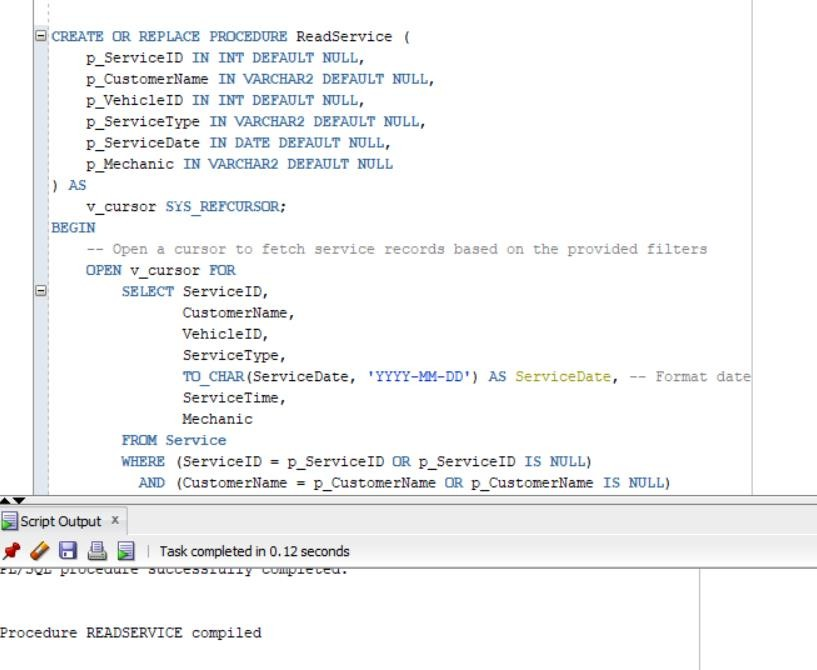 CREATE OR REPLACE PROCEDURE ReadService (
    p_ServiceID IN INT DEFAULT NULL,
    p_CustomerName IN VARCHAR2 DEFAULT NULL,
    p_VehicleID IN INT DEFAULT NULL,
    p_ServiceType IN VARCHAR2 DEFAULT NULL,
    p_ServiceDate IN DATE DEFAULT NULL,
    p_Mechanic IN VARCHAR2 DEFAULT NULL
) AS
    v_cursor SYS_REFCURSOR;
BEGIN
    -- Open a cursor to fetch service records based on the provided filters
    OPEN v_cursor FOR
        SELECT ServiceID,
               CustomerName,
               VehicleID,
               ServiceType,
               TO_CHAR(ServiceDate, 'YYYY-MM-DD') AS ServiceDate, -- Format date
               ServiceTime,
               Mechanic
        FROM Service
        WHERE (ServiceID = p_ServiceID OR p_ServiceID IS NULL)
          AND (CustomerName = p_CustomerName OR p_CustomerName IS NULL)
Script Output x
Task completed in 0.12 seconds
PL/SQL procedure successfully completed.
Procedure READSERVICE compiled